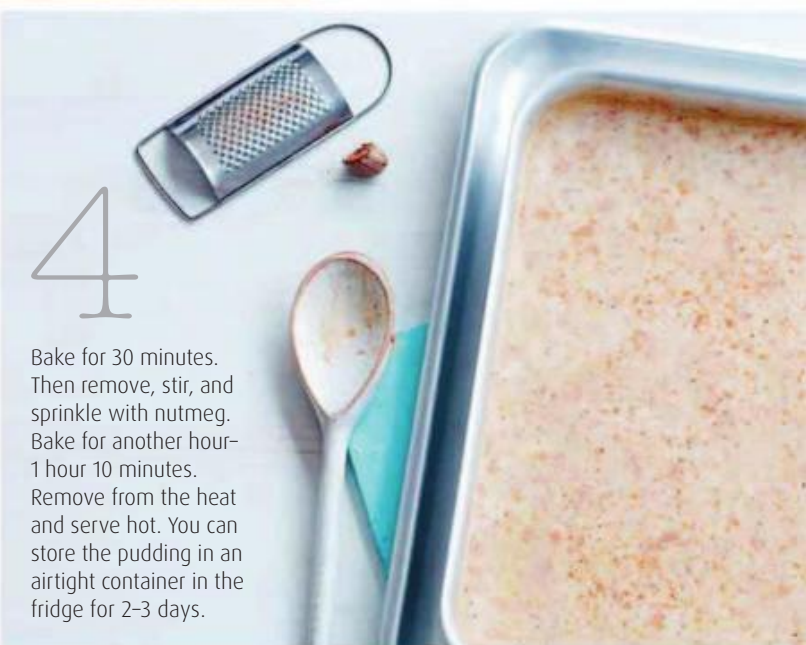 4
Bake for 30 minutes.
Then remove, stir, and
sprinkle with nutmeg.
Bake for another hour–
1 hour 10 minutes.
Remove from the heat
and serve hot. You can
store the pudding in an
airtight container in the
fridge for 2–3 days.